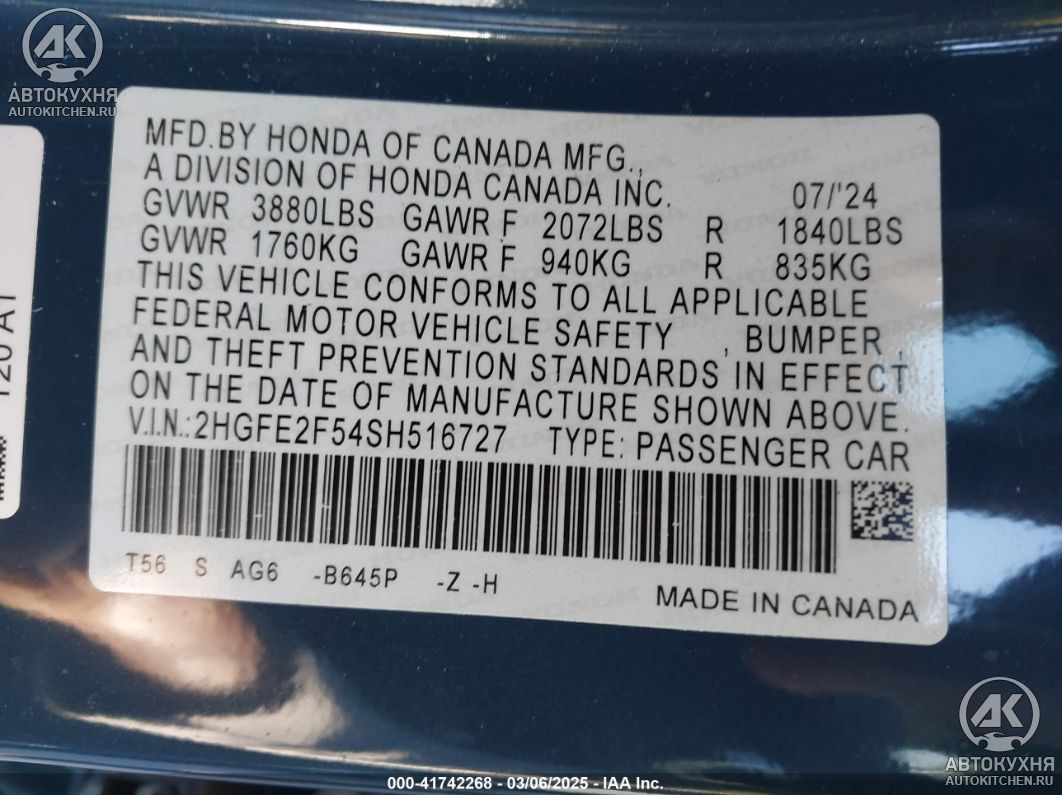 АВТОКУХНЯ
AUTOKITCHEN.RU
MFD.BY HONDA OF CANADA MFG.,
A DIVISION OF HONDA CANADA INC. 07/'24
GVWR 3880LBS GAWR F 2072LBS R 1840LBS
GVWR 1760KG GAWR F 940KG R 835KG
THIS VEHICLE CONFORMS TO ALL APPLICABLE
FEDERAL MOTOR VEHICLE SAFETY , BUMPER ,
AND THEFT PREVENTION STANDARDS IN EFFECT
ON THE DATE OF MANUFACTURE SHOWN ABOVE.
V.I.N.:2HGFE2F54SH516727 TYPE: PASSENGER CAR
T56 S AG6 -B645P -Z -H
MADE IN CANADA
АВТОКУХНЯ
AUTOKITCHEN.RU
000-41742268 - 03/06/2025 - IAA Inc.